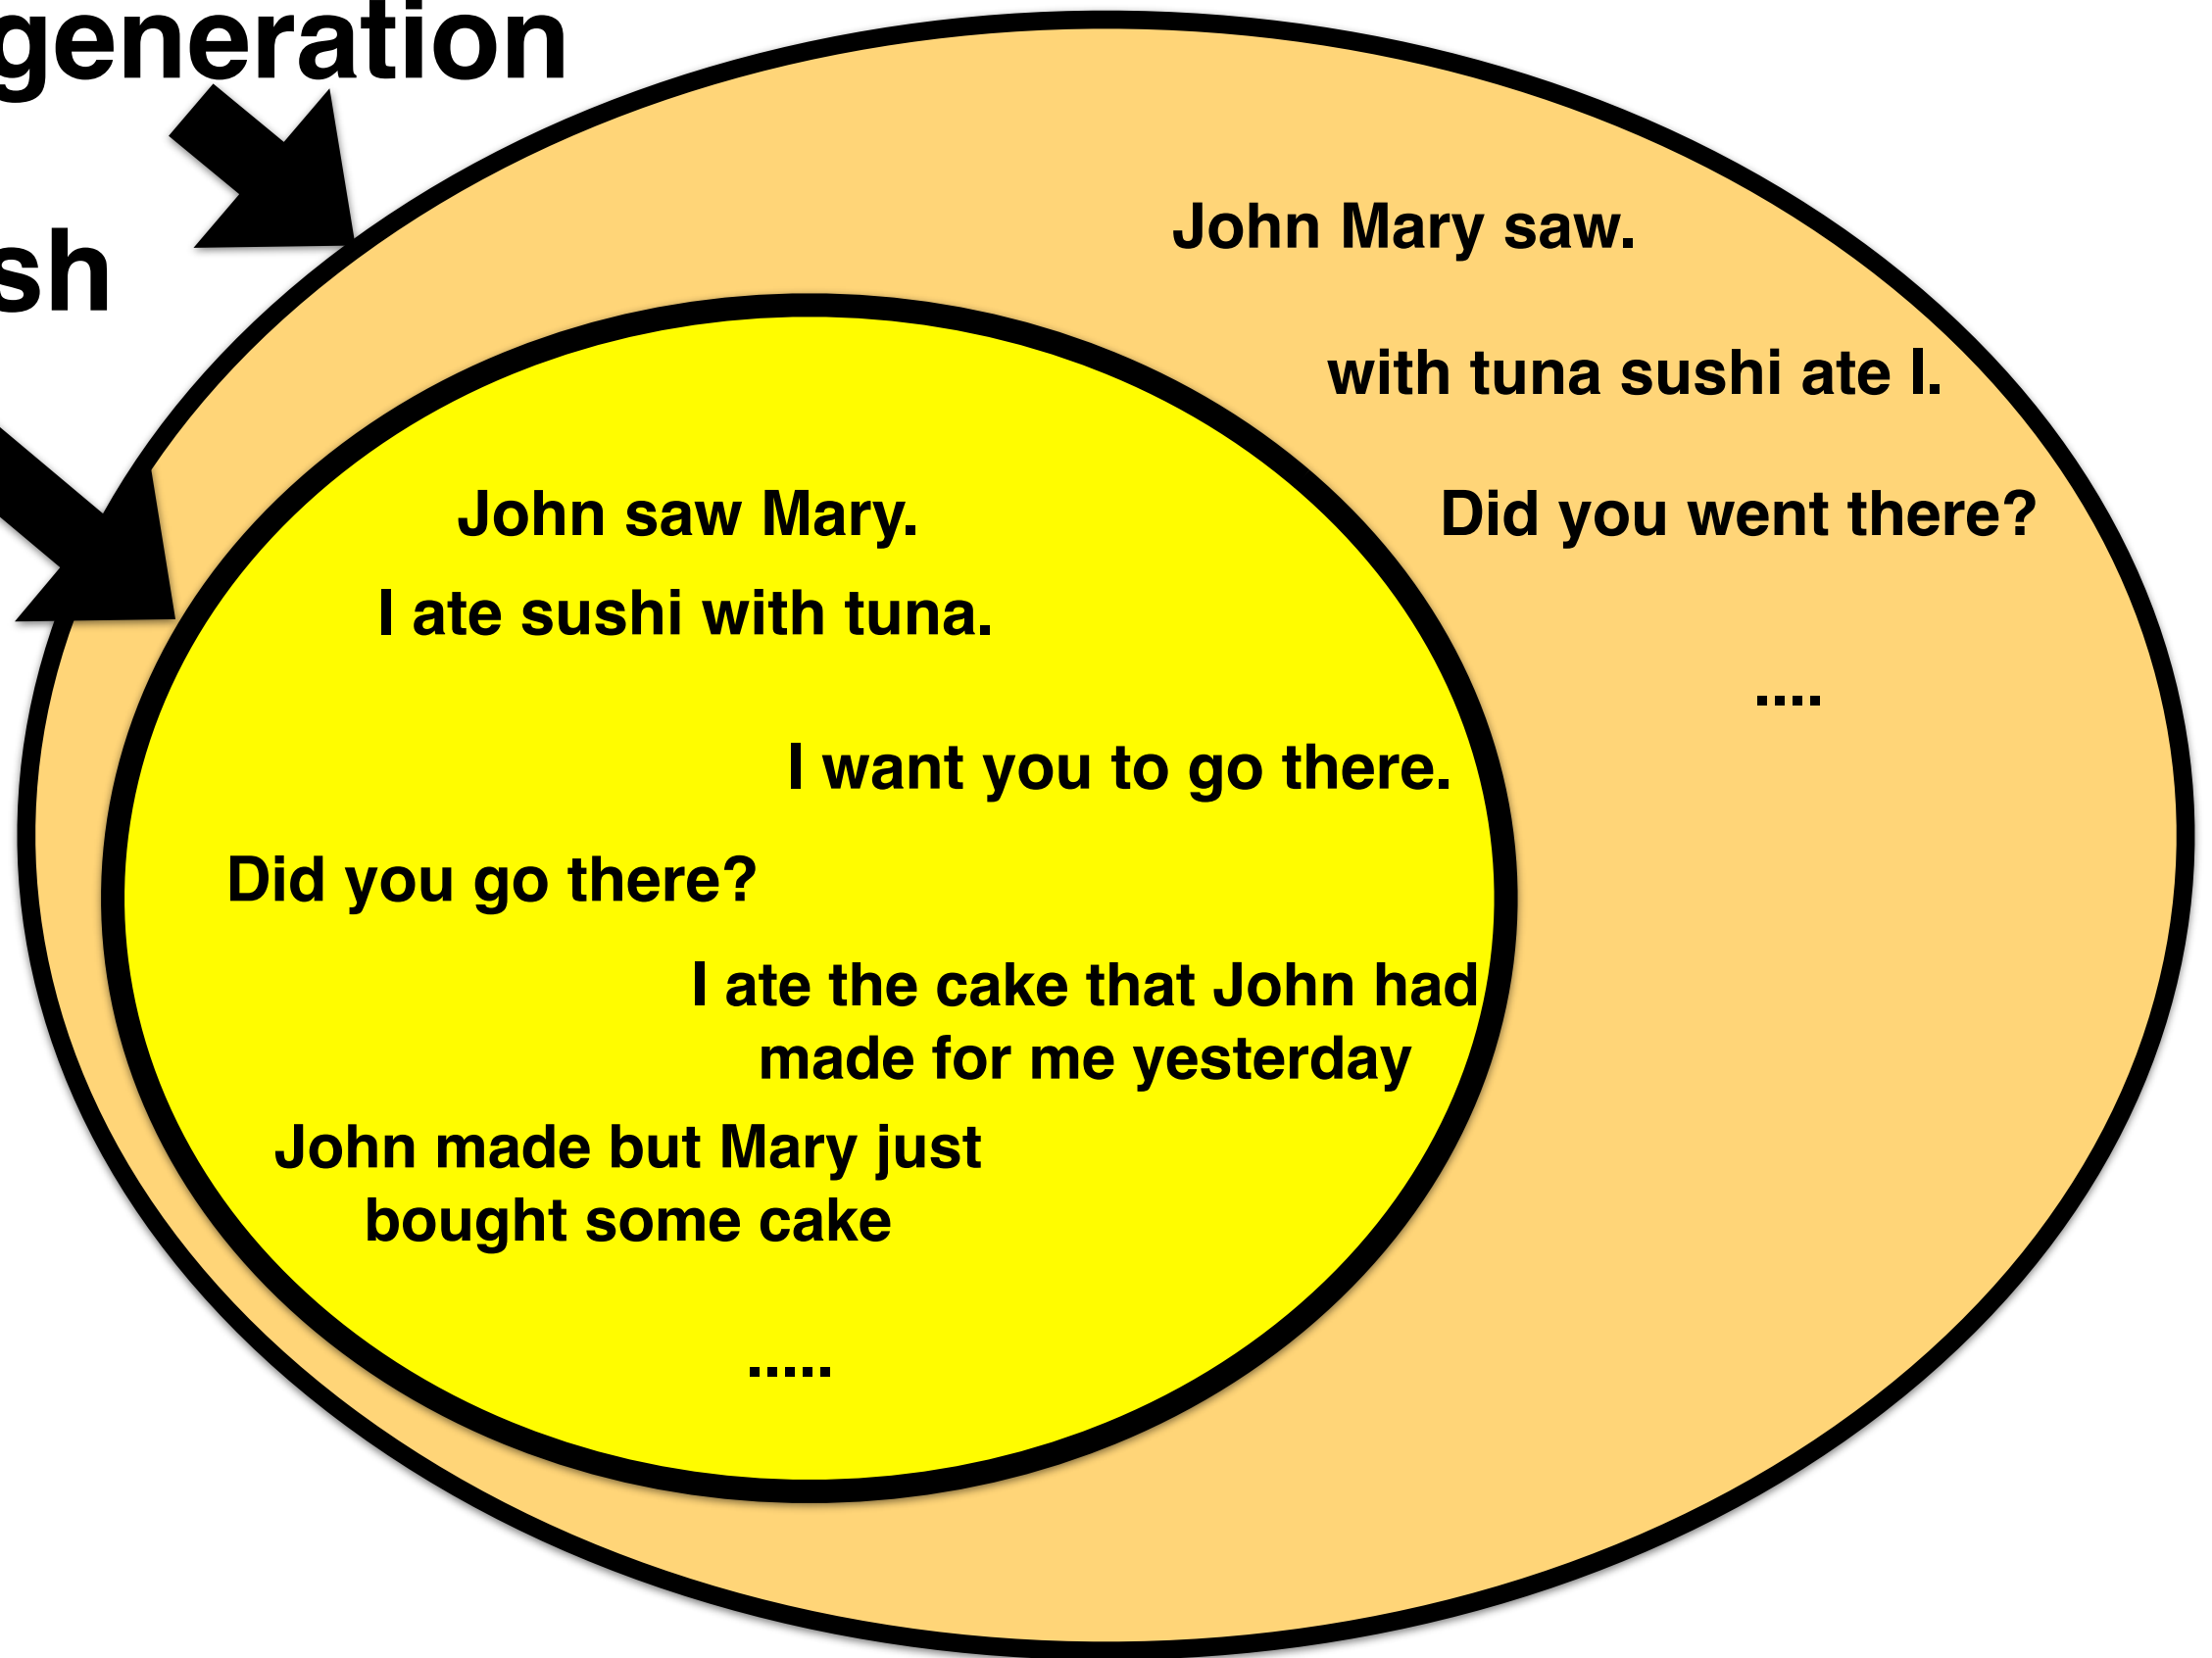 generation
sh
John Mary saw.
with tuna sushi ate I.
Did you went there?
....
John saw Mary.
I ate sushi with tuna.
I want you to go there.
Did you go there?
I ate the cake that John had
made for me yesterday
John made but Mary just
bought some cake
.....